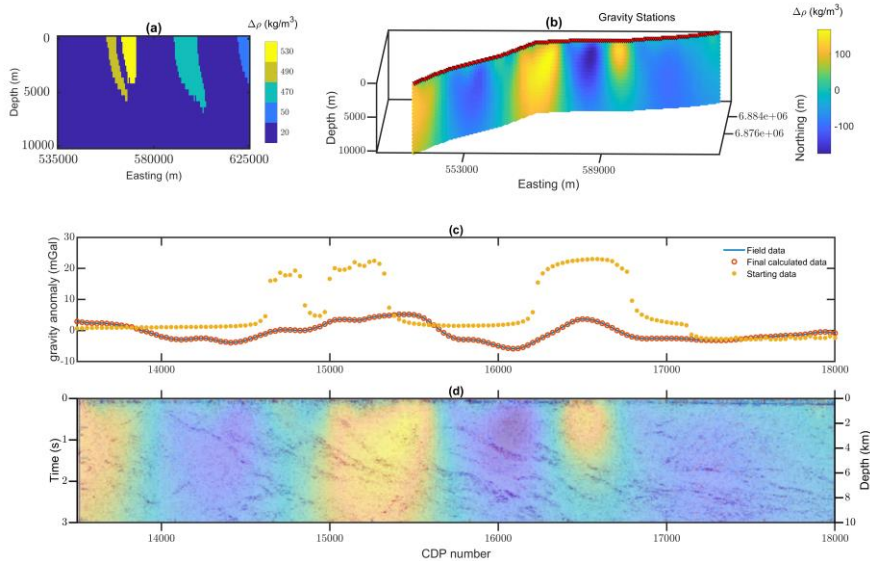 (a)
Δρ (kg/m³)
0
5000
10000
Depth (m)
535000 580000 625000
Easting (m)
530
490
470
50
20
(b)
Gravity Stations
0
5000
10000
Depth (m)
553000 589000
Easting (m)
6.884e+06
6.876e+06
Northing (m)
Δρ (kg/m³)
100
0
-100
(c)
30
20
10
0
-10
gravity anomaly (mGal)
Field data
Final calculated data
Starting data
14000 15000 16000 17000 18000
(d)
0
1
2
3
Time (s)
0
2
4
6
8
10
Depth (km)
14000 15000 16000 17000 18000
CDP number